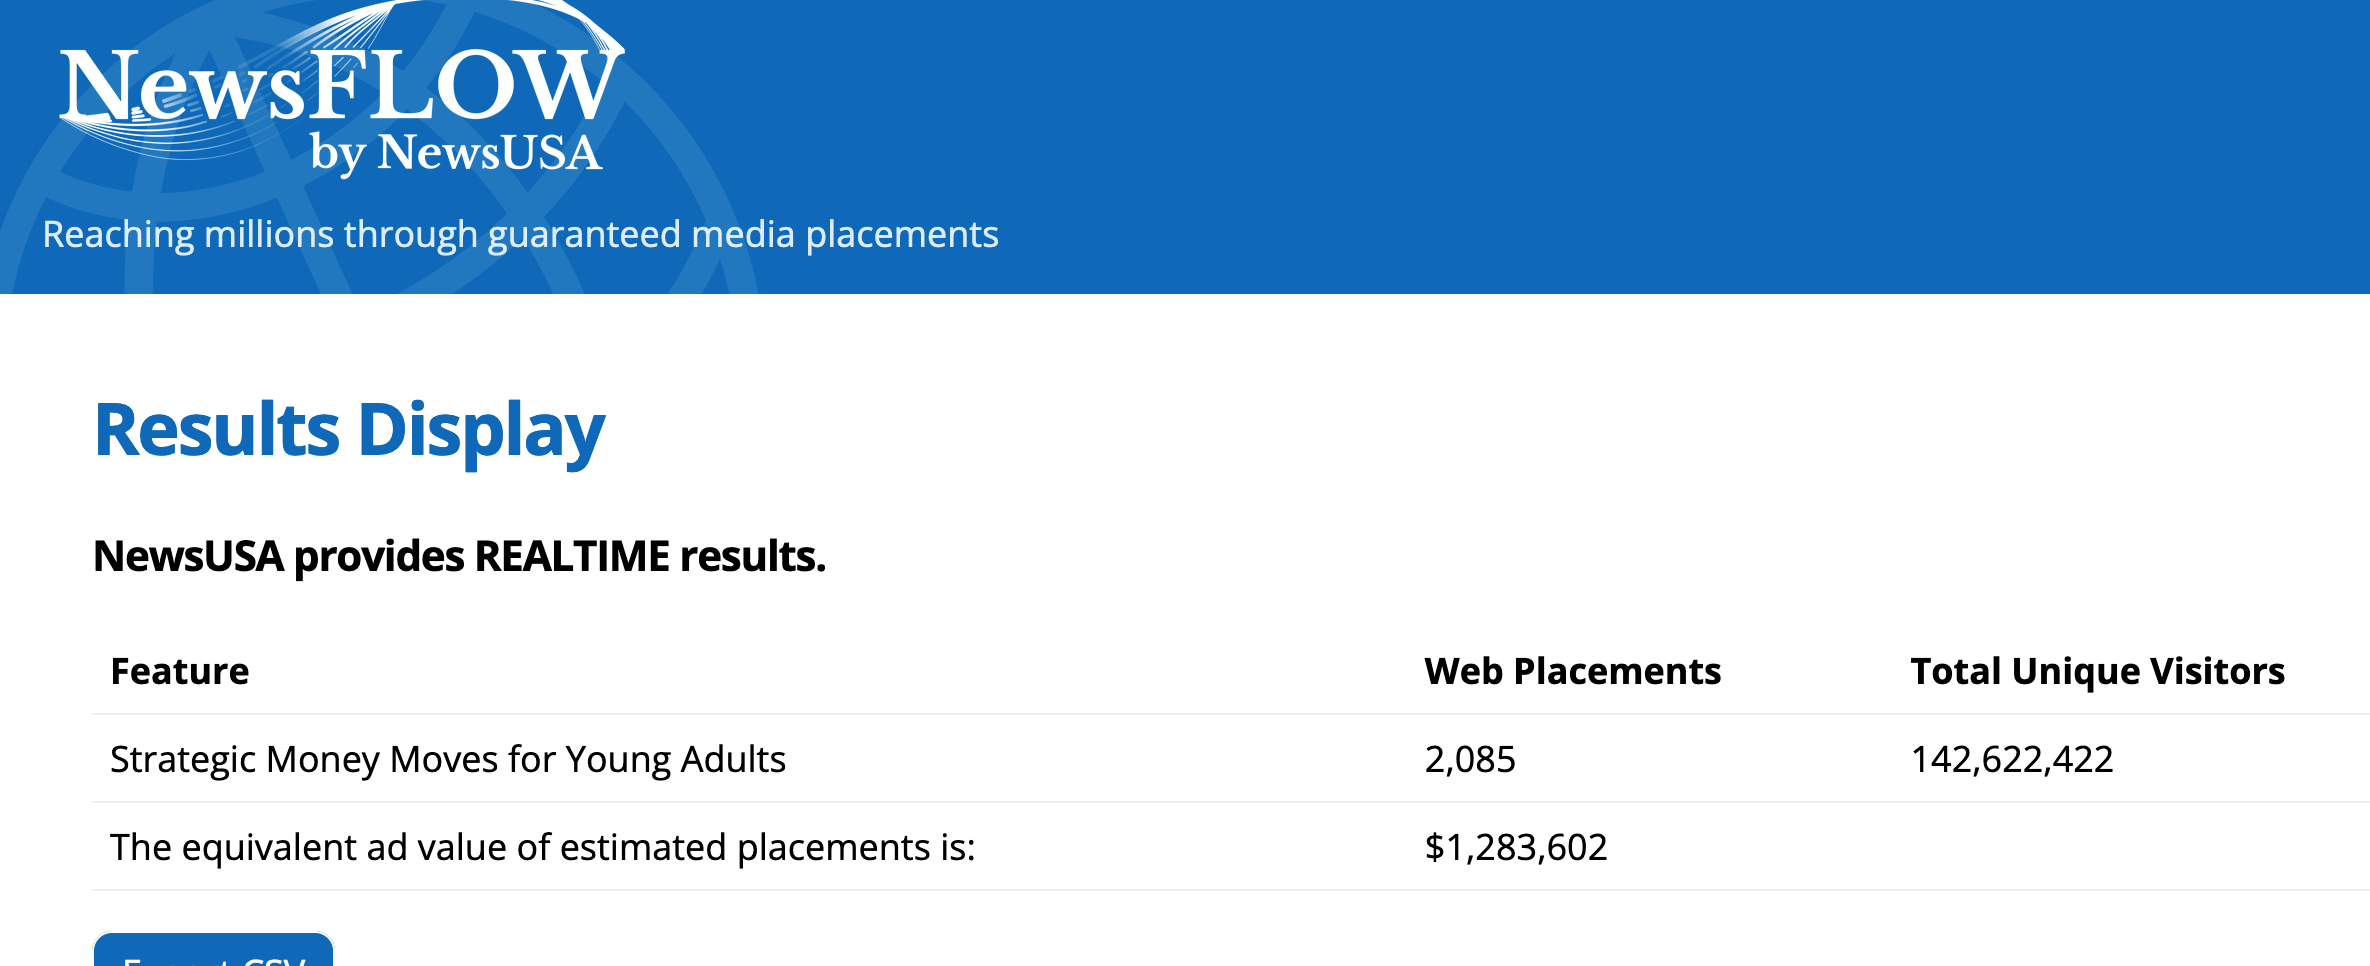 NewsFLOW
by NewsUSA
Reaching millions through guaranteed media placements
Results Display
NewsUSA provides REALTIME results.
Feature Web Placements Total Unique Visitors
Strategic Money Moves for Young Adults 2,085 142,622,422
The equivalent ad value of estimated placements is: $1,283,602
Export CSV